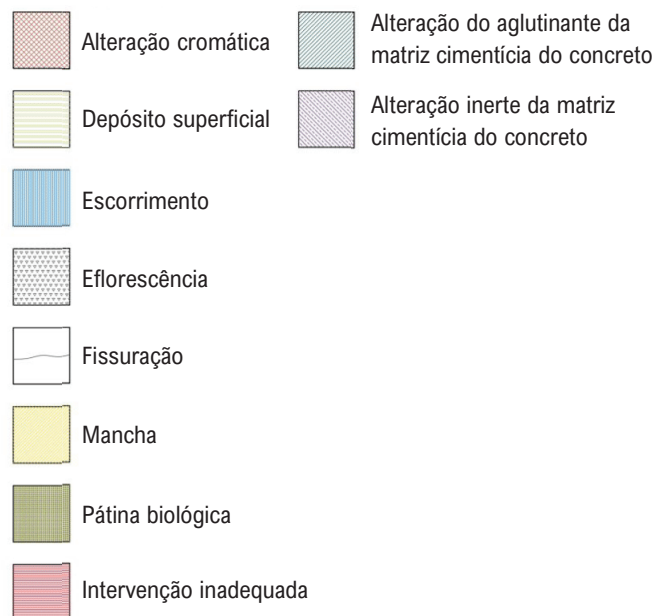 Alteração cromática
Depósito superficial
Escorrimento
Eflorescência
Fissuração
Mancha
Pátina biológica
Intervenção inadequada
Alteração do aglutinante da
matriz cimentícia do concreto
Alteração inerte da matriz
cimentícia do concreto